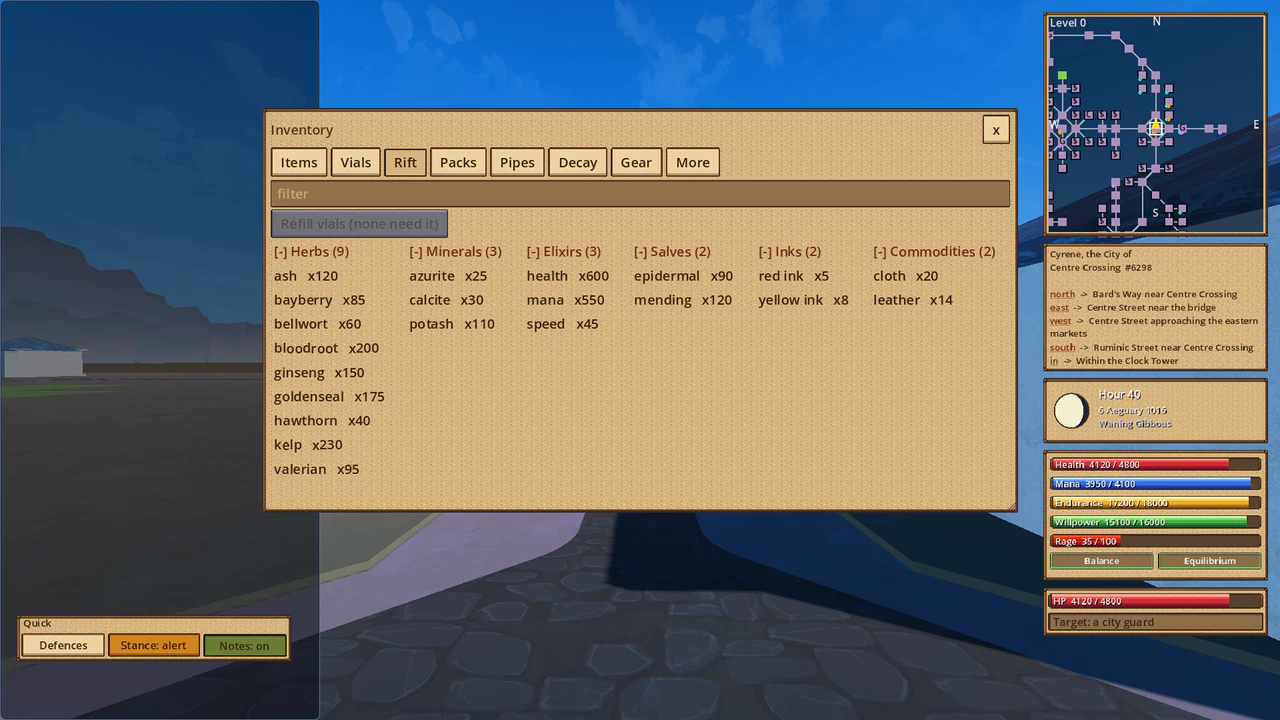 Inventory
x
Items Vials Rift Packs Pipes Decay Gear More
filter
Refill vials (none need it)
[-] Herbs (9)
ash x120
bayberry x85
bellwort x60
bloodroot x200
ginseng x150
goldenseal x175
hawthorn x40
kelp x230
valerian x95
[-] Minerals (3)
azurite x25
calcite x30
potash x110
[-] Elixirs (3)
health x600
mana x550
speed x45
[-] Salves (2)
epidermal x90
mending x120
[-] Inks (2)
red ink x5
yellow ink x8
[-] Commodities (2)
cloth x20
leather x14
Quick
Defences Stance: alert Notes: on
Level 0
N
W
E
S
Cyrene, the City of
Centre Crossing #6298
north -> Bard's Way near Centre Crossing
east -> Centre Street near the bridge
west -> Centre Street approaching the eastern
markets
south -> Ruminic Street near Centre Crossing
in -> Within the Clock Tower
Hour 40
6 Aeguary 1016
Waning Gibbous
Health 4120 / 4800
Mana 3950 / 4100
Endurance 17200 / 18000
Willpower 15100 / 16000
Rage 35 / 100
Balance Equilibrium
HP 4120 / 4800
Target: a city guard